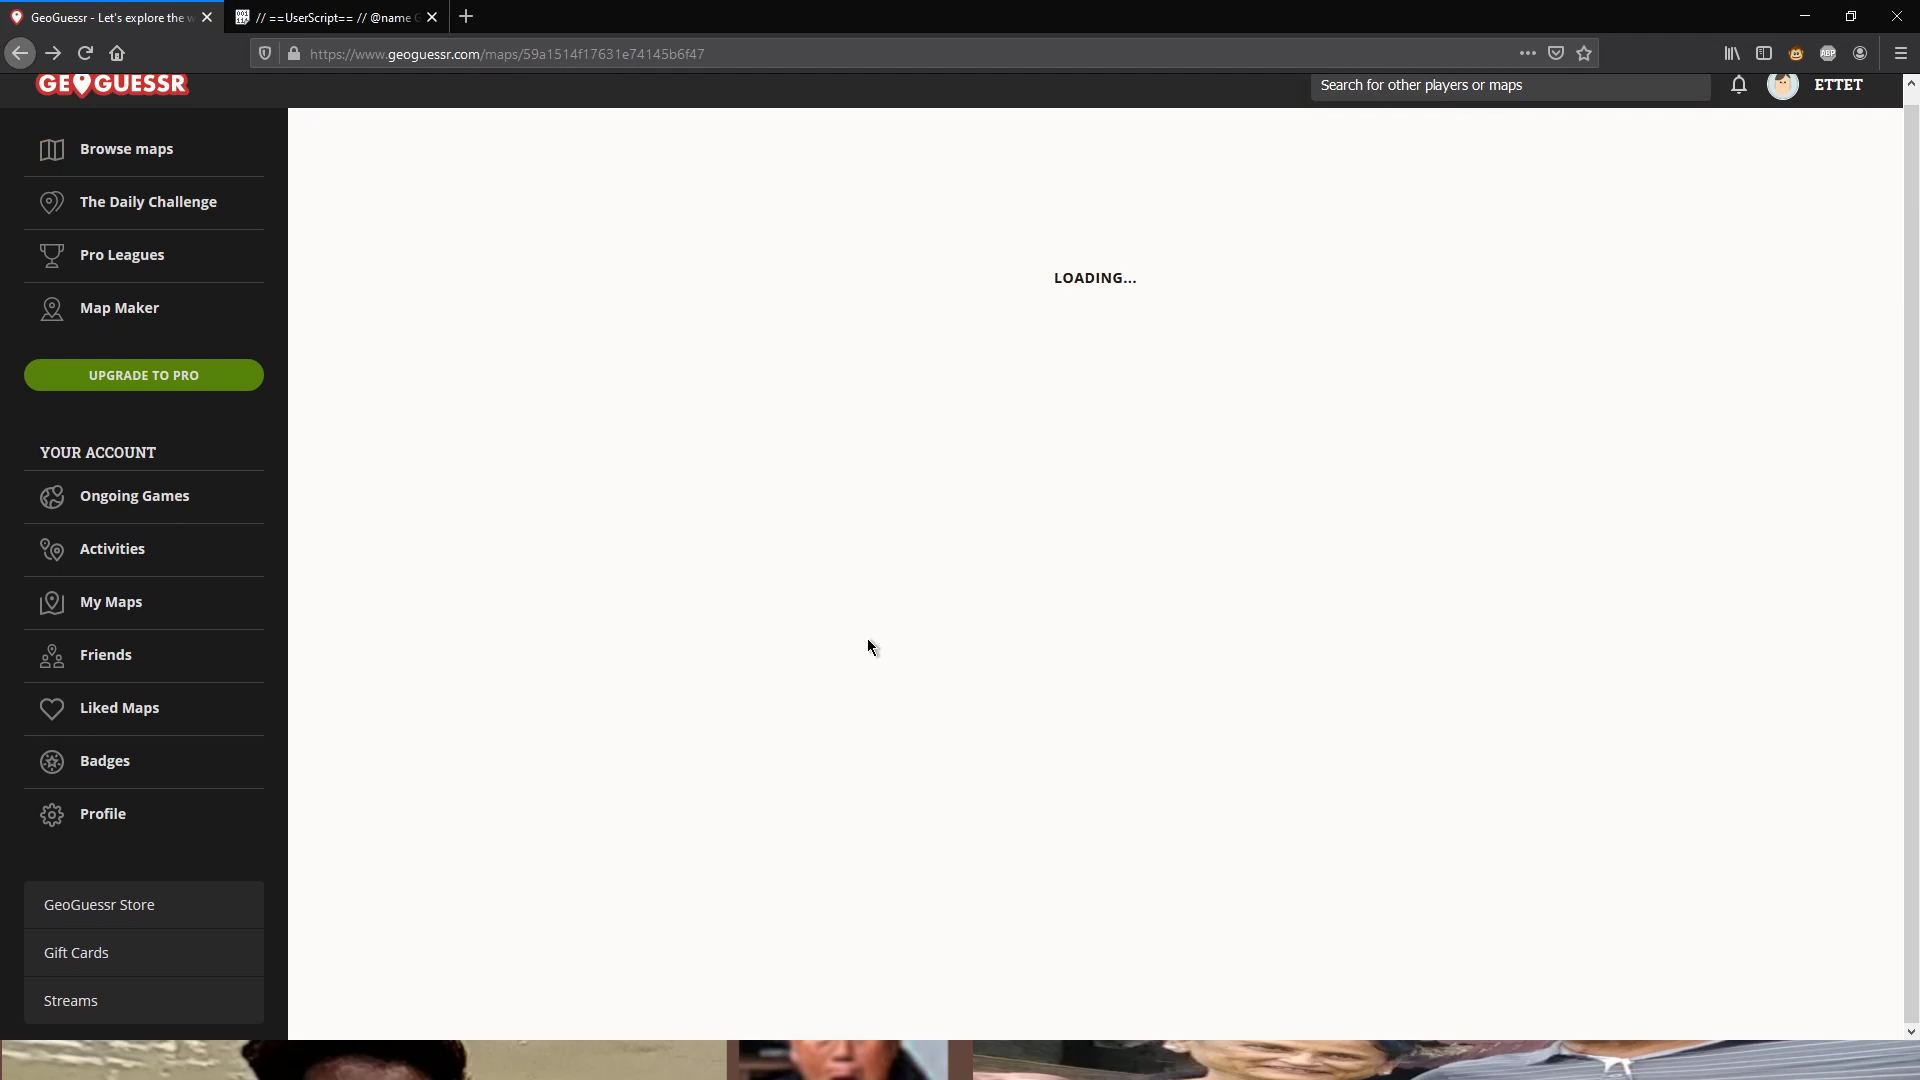 GeoGuessr - Let's explore the w
// ==UserScript== // @name G
https://www.geoguessr.com/maps/59a1514f17631e74145b6f47
ABP
GEOGUESSR
Search for other players or maps
ETTET
Browse maps
The Daily Challenge
Pro Leagues
Map Maker
UPGRADE TO PRO
YOUR ACCOUNT
Ongoing Games
Activities
My Maps
Friends
Liked Maps
Badges
Profile
GeoGuessr Store
Gift Cards
Streams
LOADING...